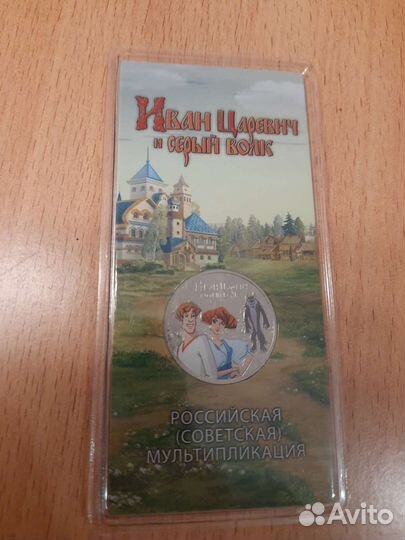 Иван Царевич
и серый волк
РОССИЙСКАЯ
(СОВЕТСКАЯ)
МУЛЬТИПЛИКАЦИЯ
Avito